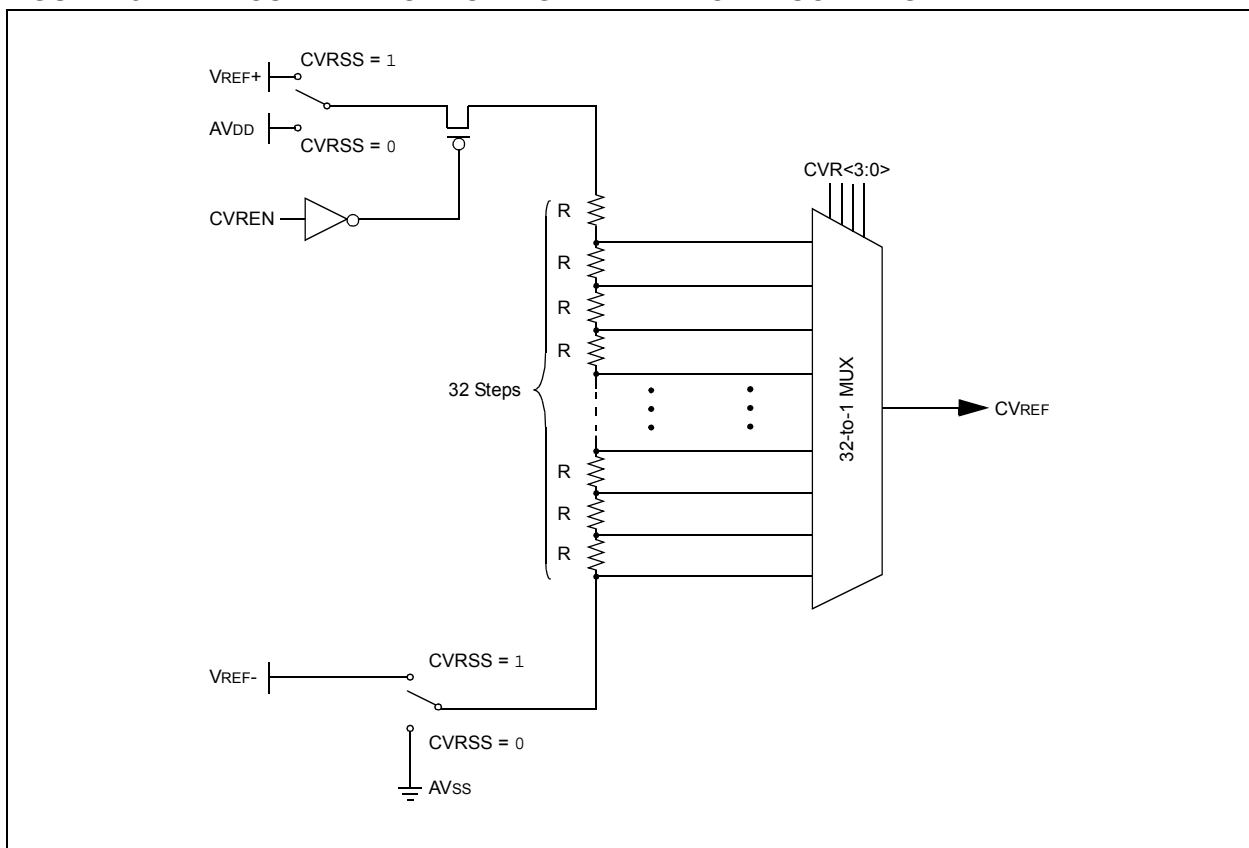 CVRSS = 1
VREF+
AVDD
CVRSS = 0
CVR<3:0>
CVREN
R
R
R
R
32 Steps
32-to-1 MUX
CVREF
R
R
R
CVRSS = 1
VREF-
CVRSS = 0
AVSS